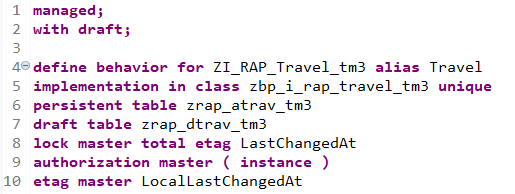 1 managed;
2 with draft;
3
4 define behavior for ZI_RAP_Travel_tm3 alias Travel
5 implementation in class zbp_i_rap_travel_tm3 unique
6 persistent table zrap_atrav_tm3
7 draft table zrap_dtrav_tm3
8 lock master total etag LastChangedAt
9 authorization master ( instance )
10 etag master LocalLastChangedAt